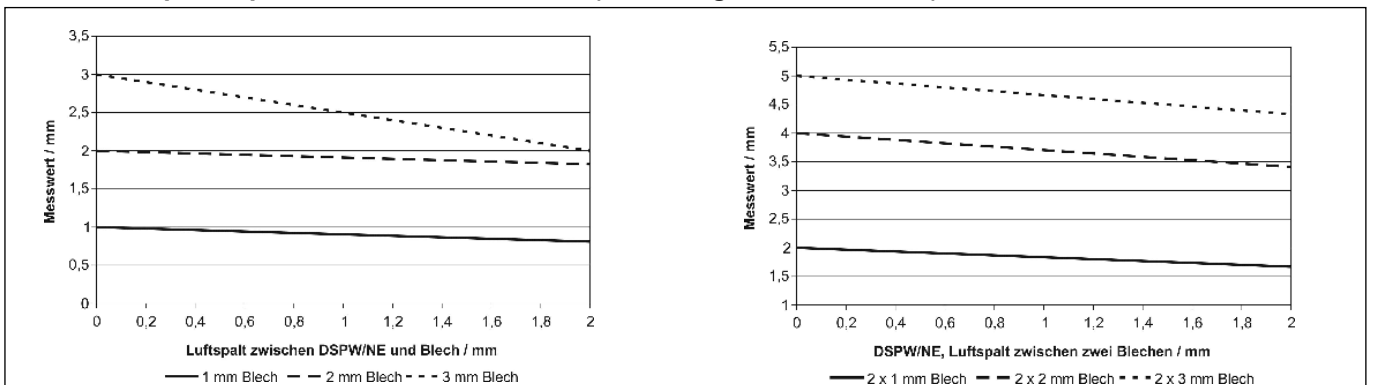 3,5
3
2,5
2
1,5
1
0,5
0
Messwert / mm
0 0,2 0,4 0,6 0,8 1 1,2 1,4 1,6 1,8 2
Luftspalt zwischen DSPW/NE und Blech / mm
1 mm Blech 2 mm Blech 3 mm Blech
5,5
5
4,5
4
3,5
3
2,5
2
1,5
1
Messwert / mm
0 0,2 0,4 0,6 0,8 1 1,2 1,4 1,6 1,8 2
DSPW/NE, Luftspalt zwischen zwei Blechen / mm
2 x 1 mm Blech 2 x 2 mm Blech 2 x 3 mm Blech